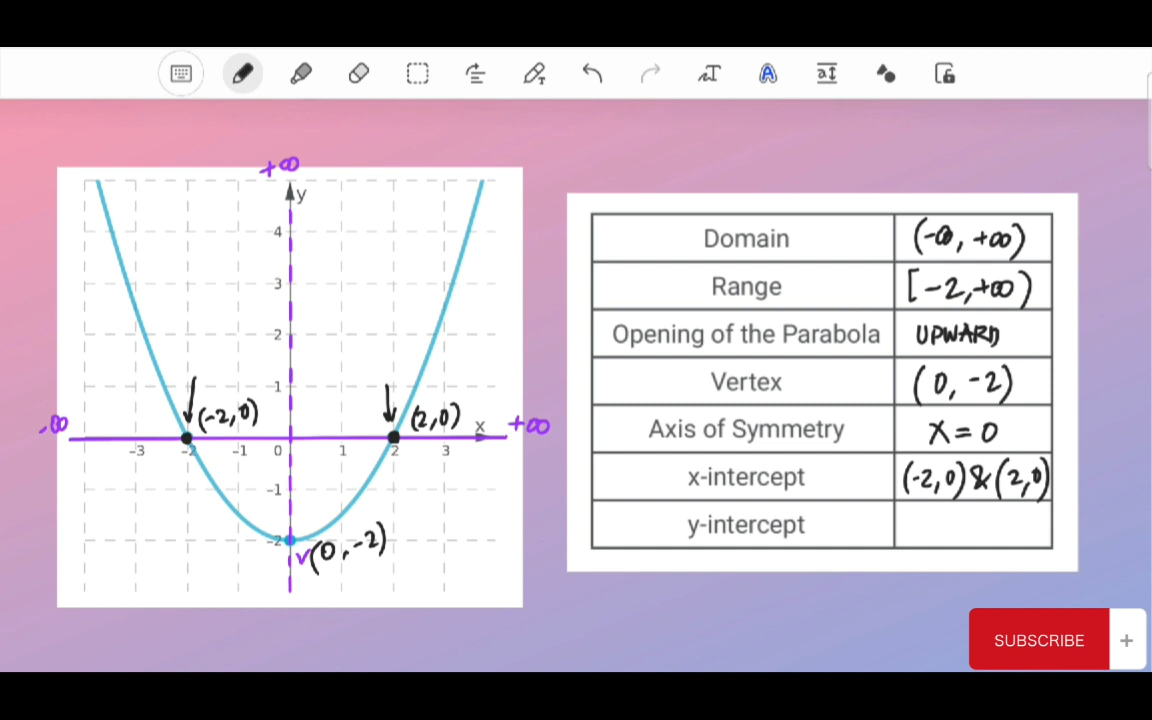 +∞
y
4
3
2
1
(-2,0)
(2,0)
x
-∞
+∞
-3
-2
-1
0
1
2
3
-1
-2
V(0,-2)
Domain (-∞, +∞)
Range [-2,+∞)
Opening of the Parabola UPWARD
Vertex (0, -2)
Axis of Symmetry X = 0
x-intercept (-2,0) & (2,0)
y-intercept
SUBSCRIBE +